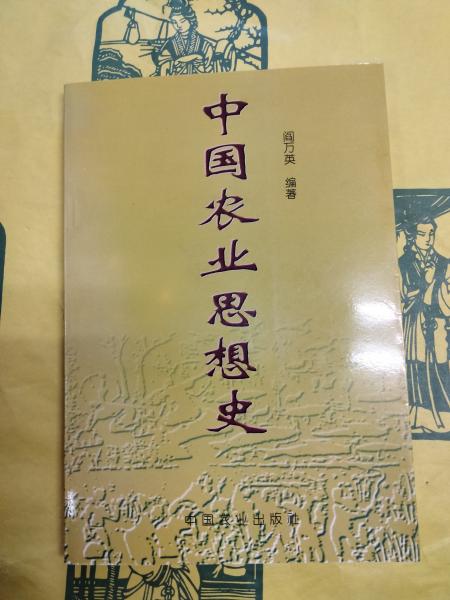 中国农业思想史
阎万英 编著
中国农业出版社